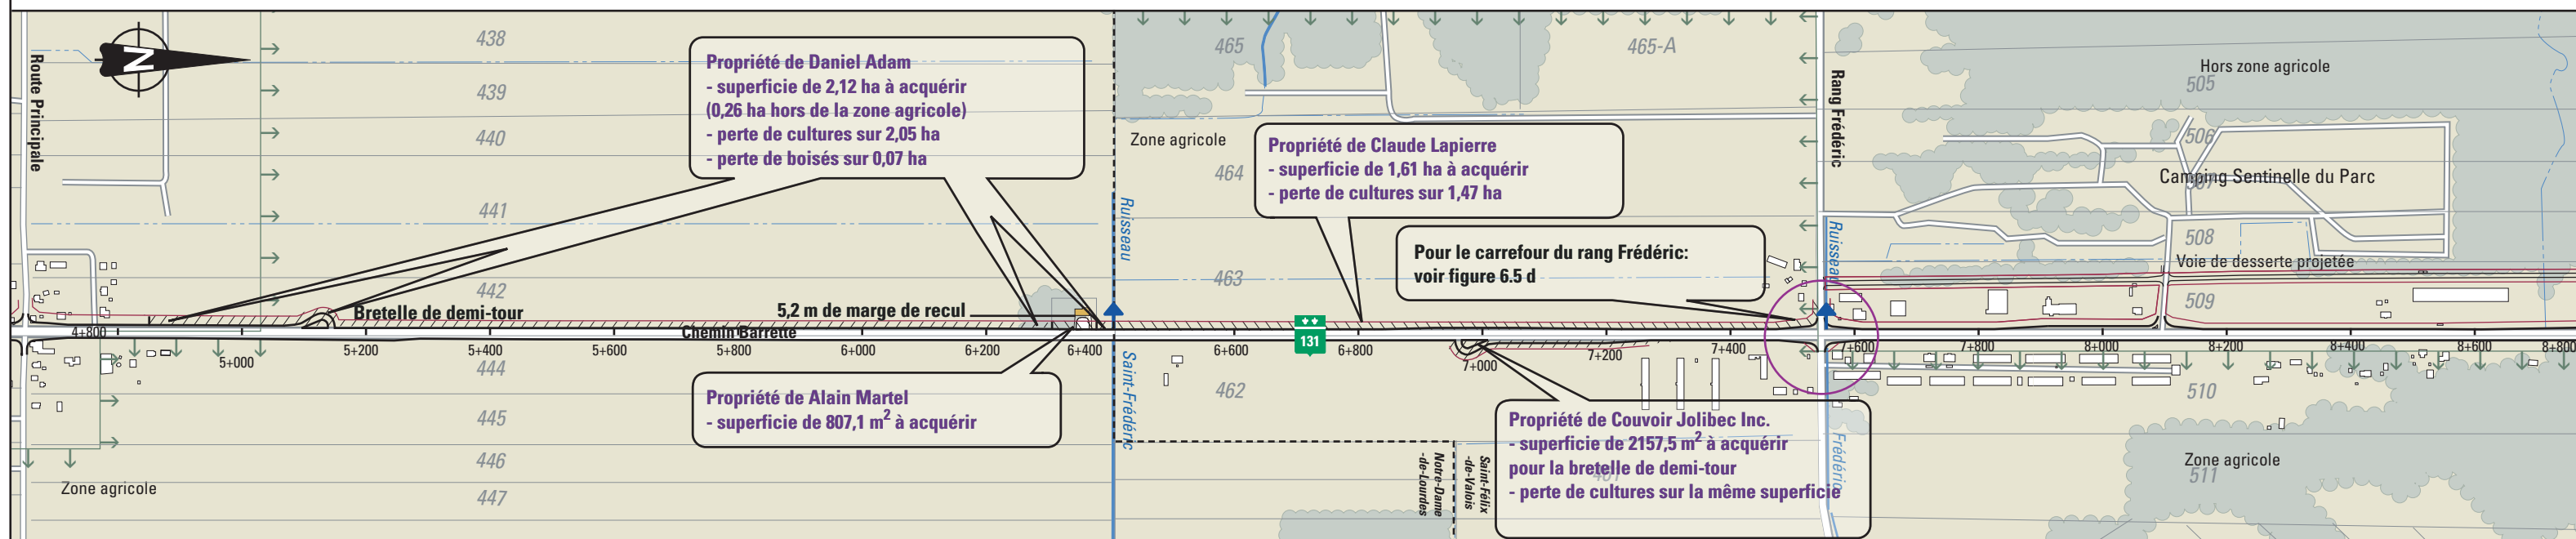 Route Principale
N
438
439
440
441
442
444
445
446
447
Zone agricole
Propriété de Daniel Adam
- superficie de 2,12 ha à acquérir
(0,26 ha hors de la zone agricole)
- perte de cultures sur 2,05 ha
- perte de boisés sur 0,07 ha
Bretelle de demi-tour
5,2 m de marge de recul
Chemin Barrette
4+800
5+000
5+200
5+400
5+600
5+800
6+000
6+200
6+400
6+600
6+800
7+000
7+200
7+400
7+600
7+800
8+000
8+200
8+400
8+600
8+800
Propriété de Alain Martel
- superficie de 807,1 m² à acquérir
Ruisseau
Saint-Frédéric
465
465-A
Zone agricole
464
463
462
Propriété de Claude Lapierre
- superficie de 1,61 ha à acquérir
- perte de cultures sur 1,47 ha
Pour le carrefour du rang Frédéric:
voir figure 6.5 d
131
Notre-Dame
-de-Lourdes
Saint-Félix
-de-Valois
Propriété de Couvoir Jolibec Inc.
- superficie de 2157,5 m² à acquérir
pour la bretelle de demi-tour
- perte de cultures sur la même superficie
461
Rang Frédéric
Ruisseau
Frédéric
Hors zone agricole
505
506
Camping Sentinelle du Parc
507
508
Voie de desserte projetée
509
510
Zone agricole
511